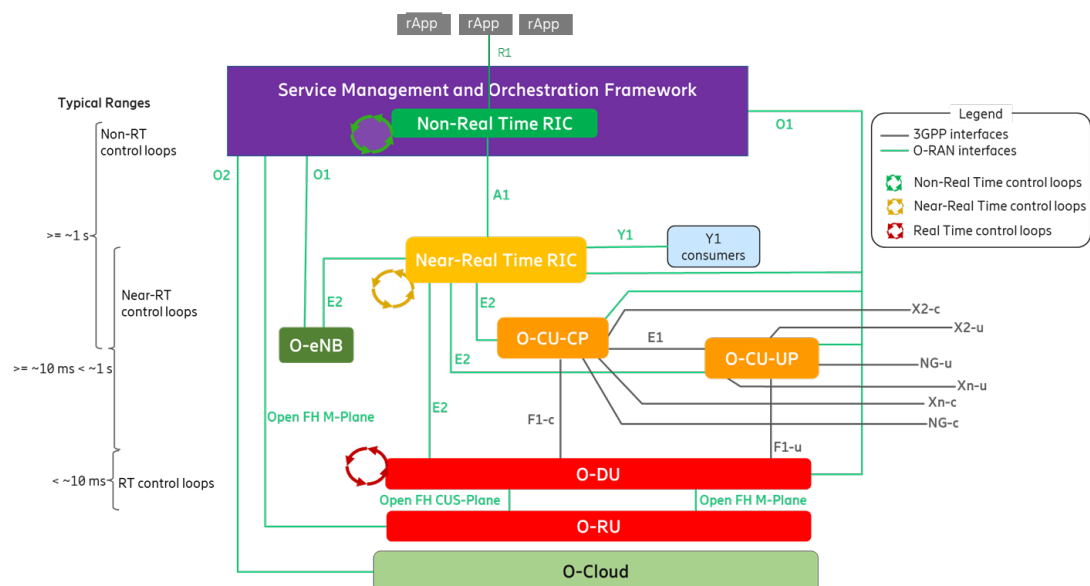 rApp
rApp
rApp
R1
Typical Ranges
Service Management and Orchestration Framework
Non-Real Time RIC
Non-RT
control loops
O2
O1
O1
A1
Legend
3GPP interfaces
O-RAN interfaces
Non-Real Time control loops
Near-Real Time control loops
Real Time control loops
>= ~1 s
Near-Real Time RIC
Y1
Y1
consumers
Near-RT
control loops
E2
E2
O-eNB
O-CU-CP
E1
O-CU-UP
X2-c
X2-u
NG-u
Xn-u
Xn-c
NG-c
>= ~10 ms < ~1 s
E2
E2
Open FH M-Plane
F1-c
F1-u
< ~10 ms
RT control loops
O-DU
Open FH CUS-Plane
Open FH M-Plane
O-RU
O-Cloud